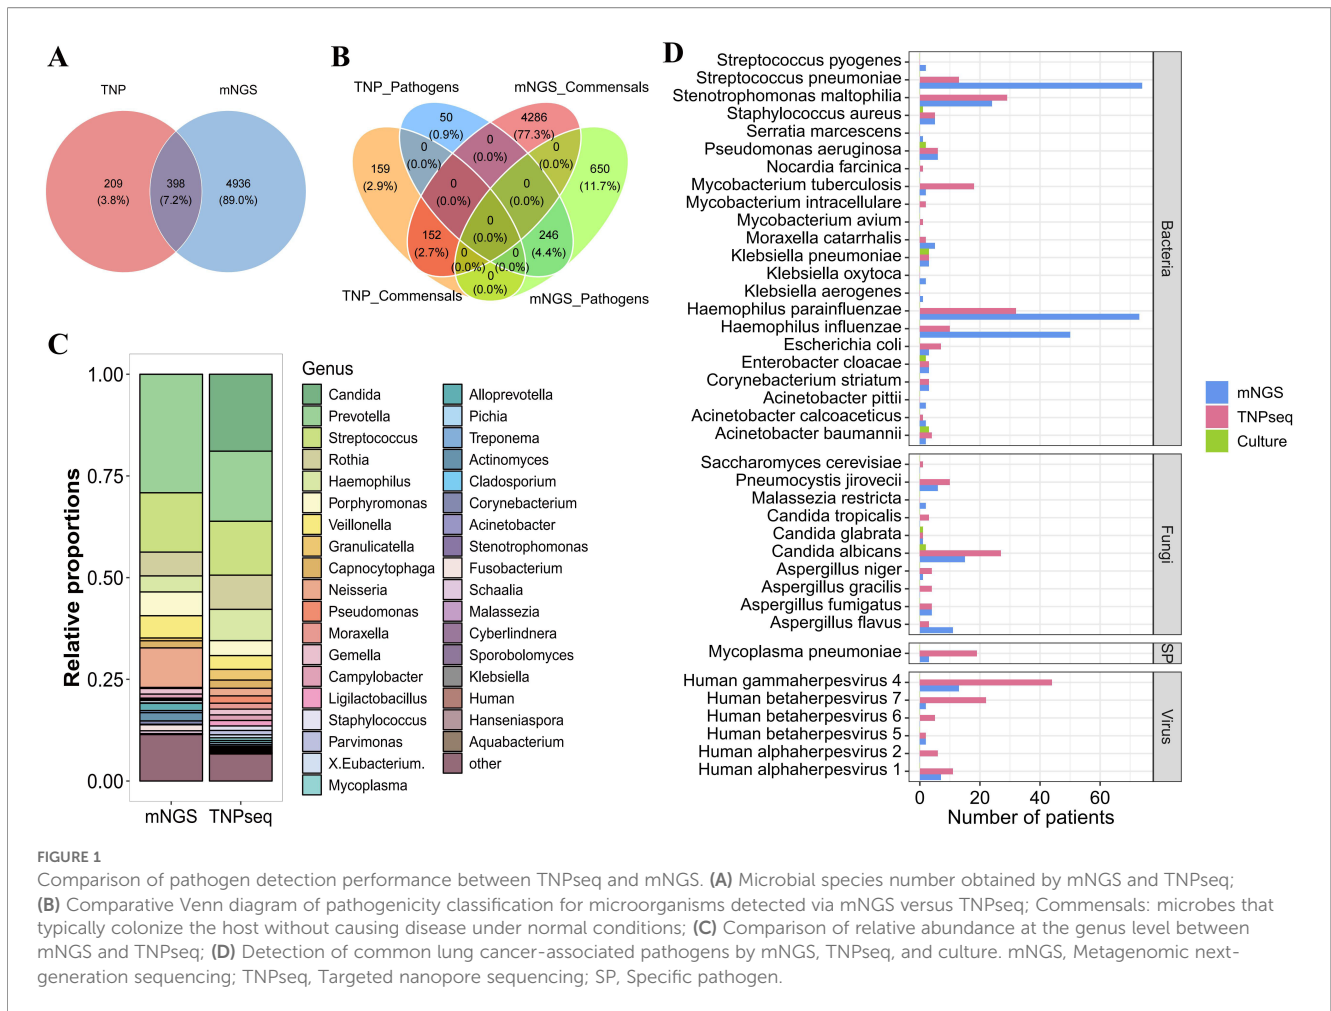 A
TNP
mNGS
209
(3.8%)
398
(7.2%)
4936
(89.0%)
B
TNP_Pathogens
mNGS_Commensals
50
(0.9%)
4286
(77.3%)
0
(0.0%)
0
(0.0%)
0
(0.0%)
159
(2.9%)
650
(11.7%)
0
(0.0%)
0
(0.0%)
0
(0.0%)
152
(2.7%)
246
(4.4%)
0
(0.0%)
0
(0.0%)
0
(0.0%)
TNP_Commensals
mNGS_Pathogens
C
Relative proportions
1.00
0.75
0.50
0.25
0.00
mNGS
TNPseq
Genus
Candida
Prevotella
Streptococcus
Rothia
Haemophilus
Porphyromonas
Veillonella
Granulicatella
Capnocytophaga
Neisseria
Pseudomonas
Moraxella
Gemella
Campylobacter
Ligilactobacillus
Staphylococcus
Parvimonas
X.Eubacterium.
Mycoplasma
Alloprevotella
Pichia
Treponema
Actinomyces
Cladosporium
Corynebacterium
Acinetobacter
Stenotrophomonas
Fusobacterium
Schaalia
Malassezia
Cyberlindnera
Sporobolomyces
Klebsiella
Human
Hanseniaspora
Aquabacterium
other
D
Streptococcus pyogenes
Streptococcus pneumoniae
Stenotrophomonas maltophilia
Staphylococcus aureus
Serratia marcescens
Pseudomonas aeruginosa
Nocardia farcinica
Mycobacterium tuberculosis
Mycobacterium intracellulare
Mycobacterium avium
Moraxella catarrhalis
Klebsiella pneumoniae
Klebsiella oxytoca
Klebsiella aerogenes
Haemophilus parainfluenzae
Haemophilus influenzae
Escherichia coli
Enterobacter cloacae
Corynebacterium striatum
Acinetobacter pittii
Acinetobacter calcoaceticus
Acinetobacter baumannii
Bacteria
Saccharomyces cerevisiae
Pneumocystis jirovecii
Malassezia restricta
Candida tropicalis
Candida glabrata
Candida albicans
Aspergillus niger
Aspergillus gracilis
Aspergillus fumigatus
Aspergillus flavus
Fungi
Mycoplasma pneumoniae
SP
Human gammaherpesvirus 4
Human betaherpesvirus 7
Human betaherpesvirus 6
Human betaherpesvirus 5
Human alphaherpesvirus 2
Human alphaherpesvirus 1
Virus
0
20
40
60
Number of patients
mNGS
TNPseq
Culture
FIGURE 1
Comparison of pathogen detection performance between TNPseq and mNGS. (A) Microbial species number obtained by mNGS and TNPseq;
(B) Comparative Venn diagram of pathogenicity classification for microorganisms detected via mNGS versus TNPseq; Commensals: microbes that
typically colonize the host without causing disease under normal conditions; (C) Comparison of relative abundance at the genus level between
mNGS and TNPseq; (D) Detection of common lung cancer-associated pathogens by mNGS, TNPseq, and culture. mNGS, Metagenomic next-
generation sequencing; TNPseq, Targeted nanopore sequencing; SP, Specific pathogen.